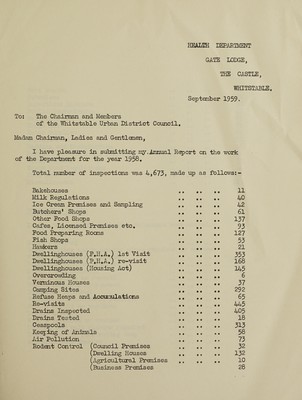 HEALTH DEPARTMENT
GATE LODGE,
THE CASTLE,
WHITSTABLE.
September 1959.
To: The Chairman and Members
of the Whitstable Urban District Council.
Madam Chairman, Ladies and Gentlemen,
I have pleasure in submitting my Annual Report on the work
of the Department for the year 1958.
Total number of inspections was 4,673, made up as follows:-
Bakehouses .. .. .. 11
Milk Regulations .. .. .. 40
Ice Cream Premises and Sampling .. .. .. 42
Butchers' Shops .. .. .. 61
Other Food Shops .. .. .. 137
Cafes, Licensed Premises etc. .. .. .. 93
Food Preparing Rooms .. .. .. 127
Fish Shops .. .. .. 53
Hawkers .. .. .. 21
Dwellinghouses (P.H.A.) 1st Visit .. .. .. 353
Dwellinghouses (P.H.A.) re-visit .. .. .. 168
Dwellinghouses (Housing Act) .. .. .. 145
Overcrowding .. .. .. 6
Verminous Houses .. .. .. 37
Camping Sites .. .. .. 292
Refuse Heaps and Accumulations .. .. .. 65
Re-visits .. .. .. 445
Drains Inspected .. .. .. 405
Drains Tested .. .. .. 18
Cesspools .. .. .. 313
Keeping of Animals .. .. .. 58
Air Pollution .. .. .. 73
Rodent Control (Council Premises .. .. .. 32
(Dwelling Houses .. .. .. 132
(Agricultural Premises .. .. .. 10
(Business Premises .. .. .. 28